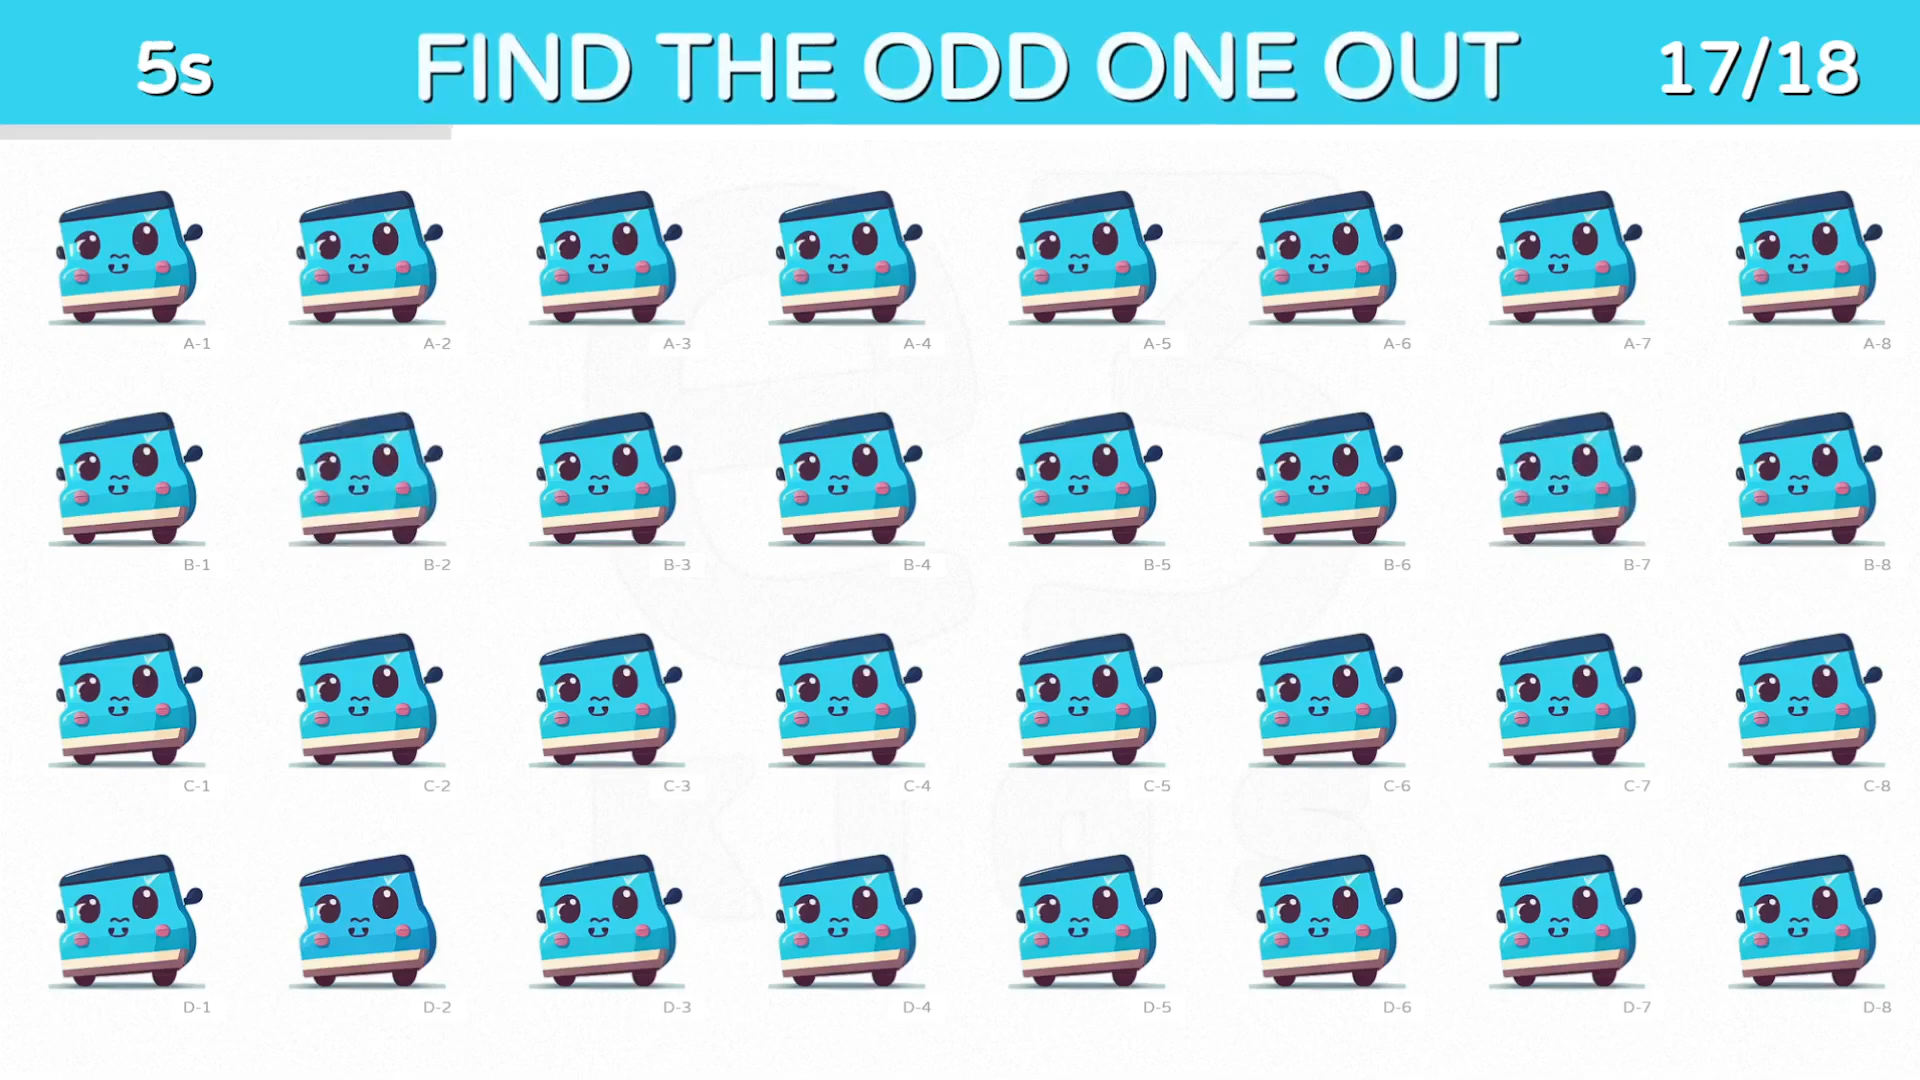 5s FIND THE ODD ONE OUT 17/18
A-1 A-2 A-3 A-4 A-5 A-6 A-7 A-8
B-1 B-2 B-3 B-4 B-5 B-6 B-7 B-8
C-1 C-2 C-3 C-4 C-5 C-6 C-7 C-8
D-1 D-2 D-3 D-4 D-5 D-6 D-7 D-8